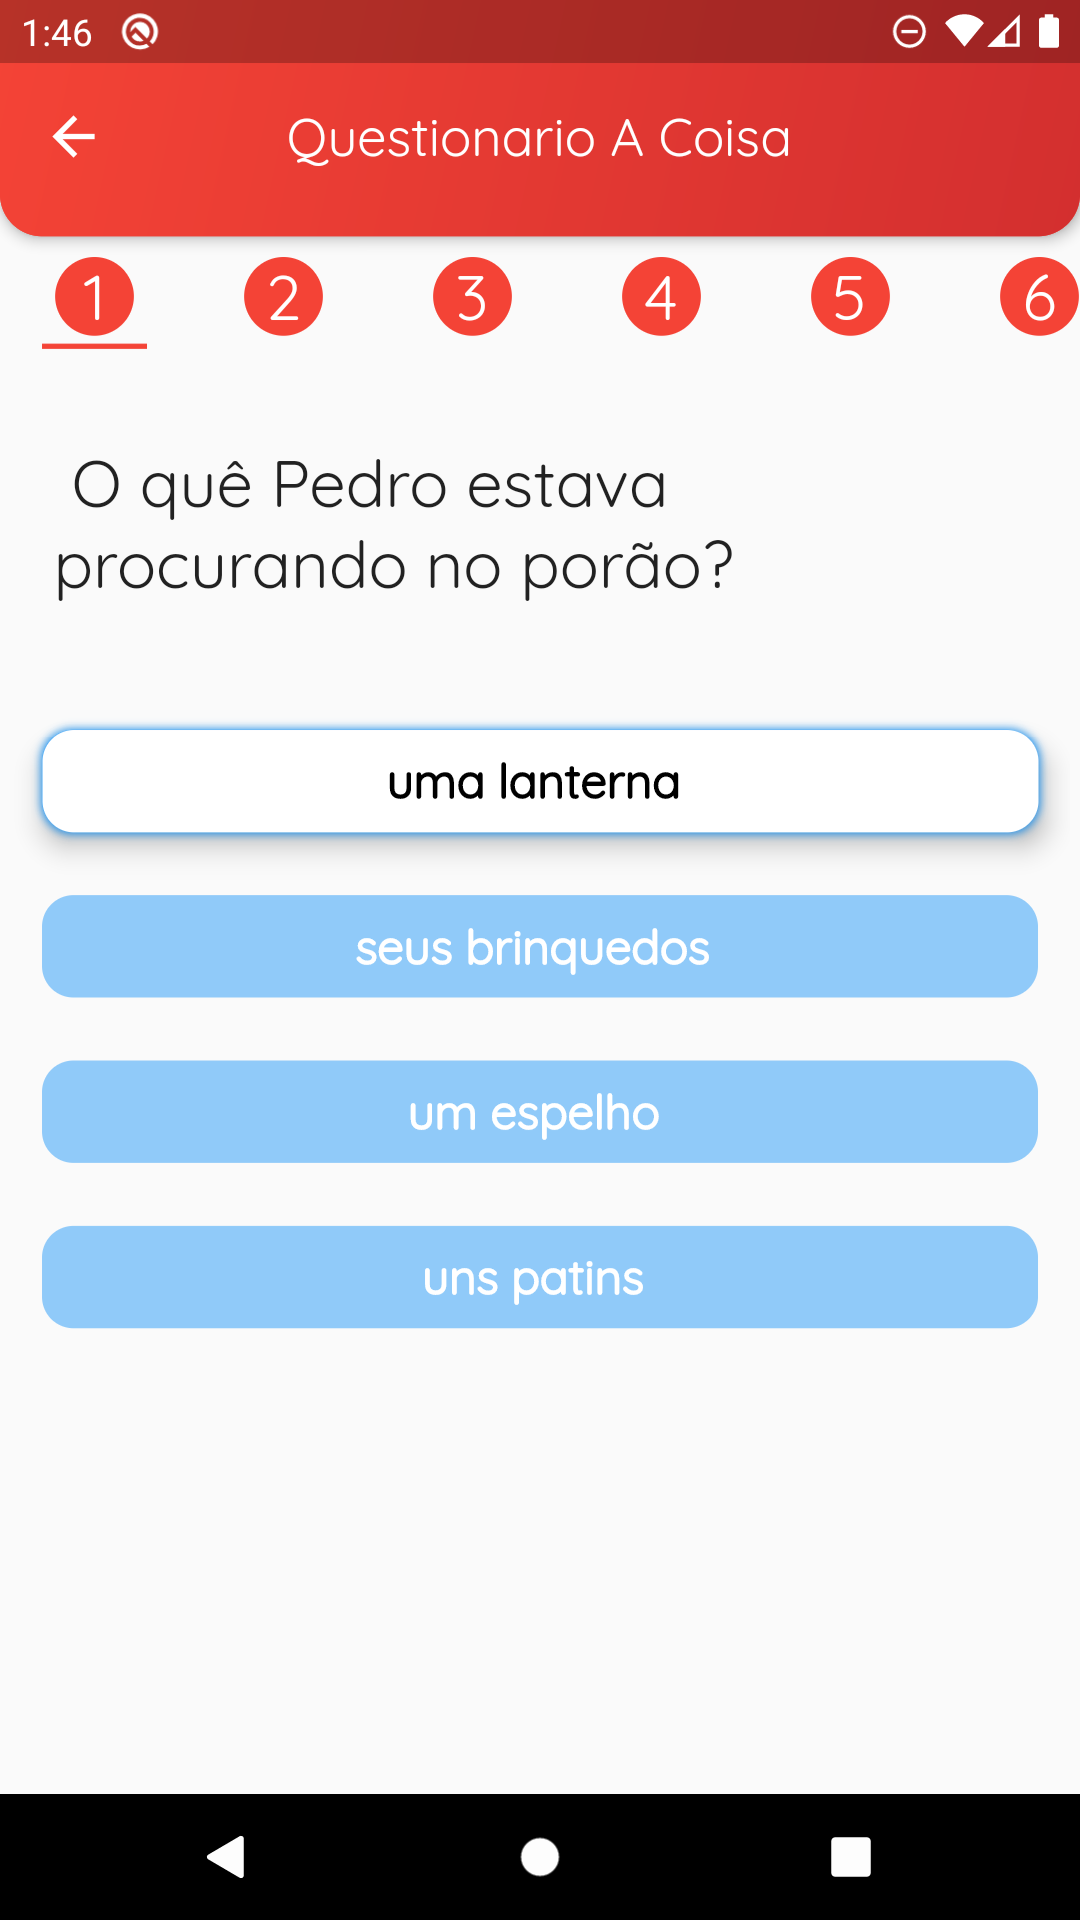 1:46
Questionario A Coisa
1 2 3 4 5 6
O quê Pedro estava
procurando no porão?
uma lanterna
seus brinquedos
um espelho
uns patins